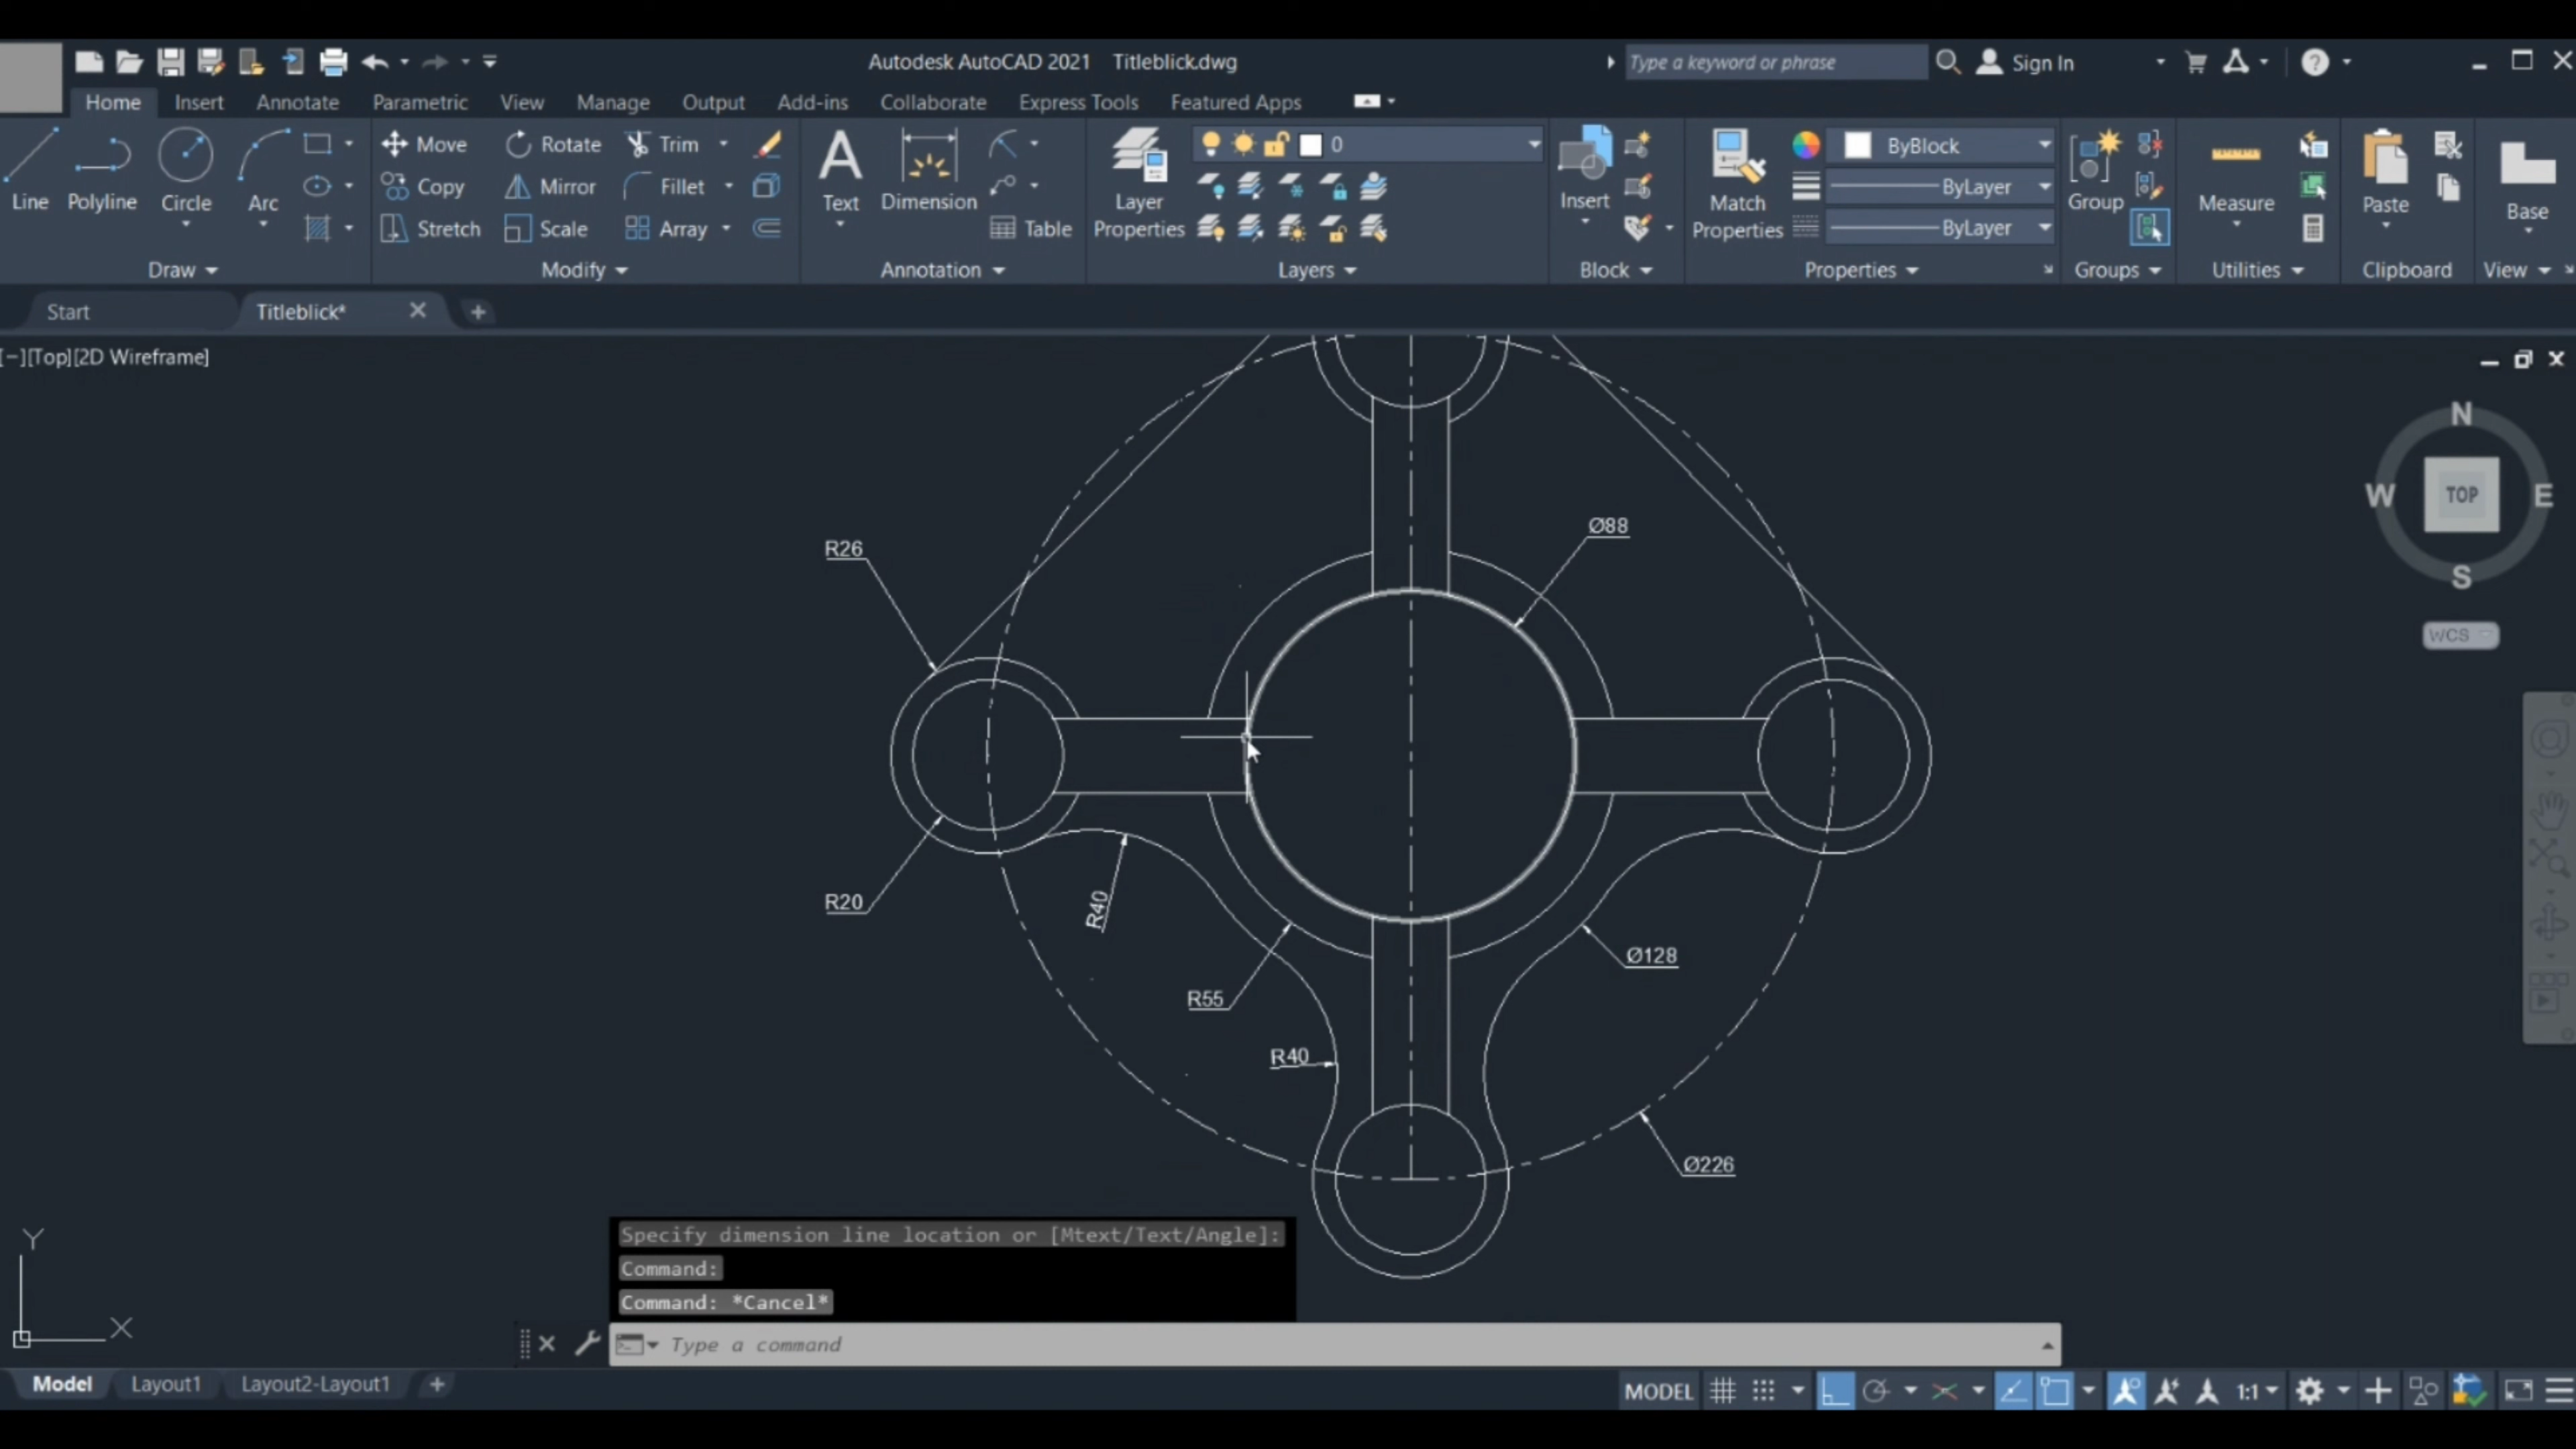 Autodesk AutoCAD 2021 Titleblick.dwg
Type a keyword or phrase
Sign In
Home Insert Annotate Parametric View Manage Output Add-ins Collaborate Express Tools Featured Apps
Line Polyline Circle Arc
Move Rotate Trim
Copy Mirror Fillet
Stretch Scale Array
Text Dimension Table
Layer Properties
0
Insert
Match Properties
ByBlock
ByLayer
ByLayer
Group
Measure
Paste
Base
Draw Modify Annotation Layers Block Properties Groups Utilities Clipboard View
Start Titleblick*
[−][Top][2D Wireframe]
N
W TOP E
S
WCS
Ø88
R26
R20
R40
Ø128
R55
R40
Ø226
Y
X
Specify dimension line location or [Mtext/Text/Angle]:
Command:
Command: *Cancel*
Type a command
Model Layout1 Layout2-Layout1
MODEL 1:1